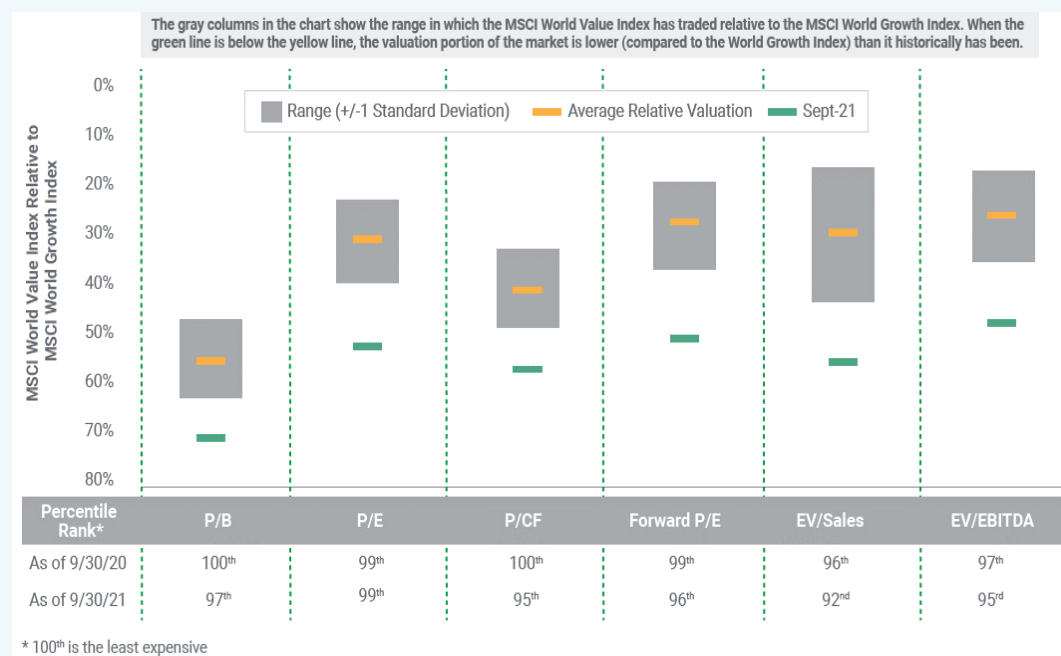 The gray columns in the chart show the range in which the MSCI World Value Index has traded relative to the MSCI World Growth Index. When the
green line is below the yellow line, the valuation portion of the market is lower (compared to the World Growth Index) than it historically has been.
MSCI World Value Index Relative to
MSCI World Growth Index
0%
10%
20%
30%
40%
50%
60%
70%
80%
Range (+/-1 Standard Deviation) Average Relative Valuation Sept-21
Percentile
Rank* P/B P/E P/CF Forward P/E EV/Sales EV/EBITDA
As of 9/30/20 100th 99th 100th 99th 96th 97th
As of 9/30/21 97th 99th 95th 96th 92nd 95rd
* 100th is the least expensive